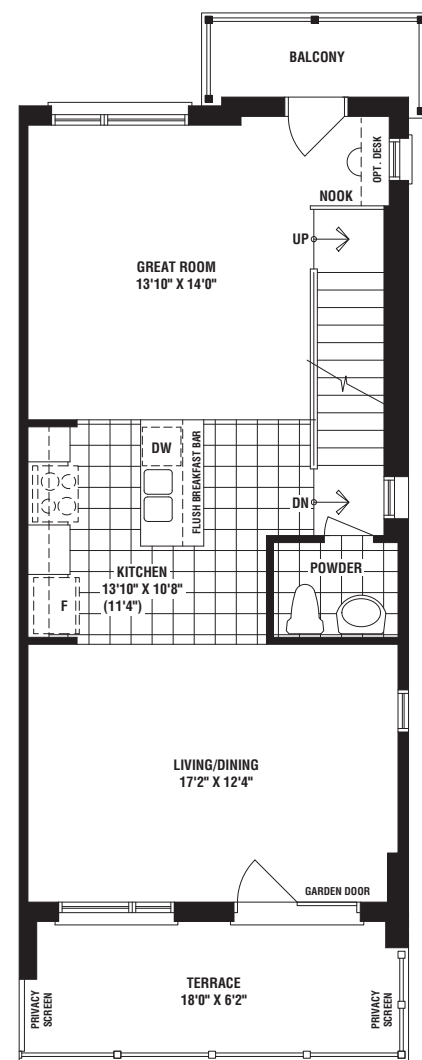 BALCONY
OPT. DESK
NOOK
UP
GREAT ROOM
13'10" X 14'0"
DW
FLUSH BREAKFAST BAR
DN
KITCHEN
13'10" X 10'8"
(11'4")
F
POWDER
LIVING/DINING
17'2" X 12'4"
GARDEN DOOR
TERRACE
18'0" X 6'2"
PRIVACY
SCREEN
PRIVACY
SCREEN